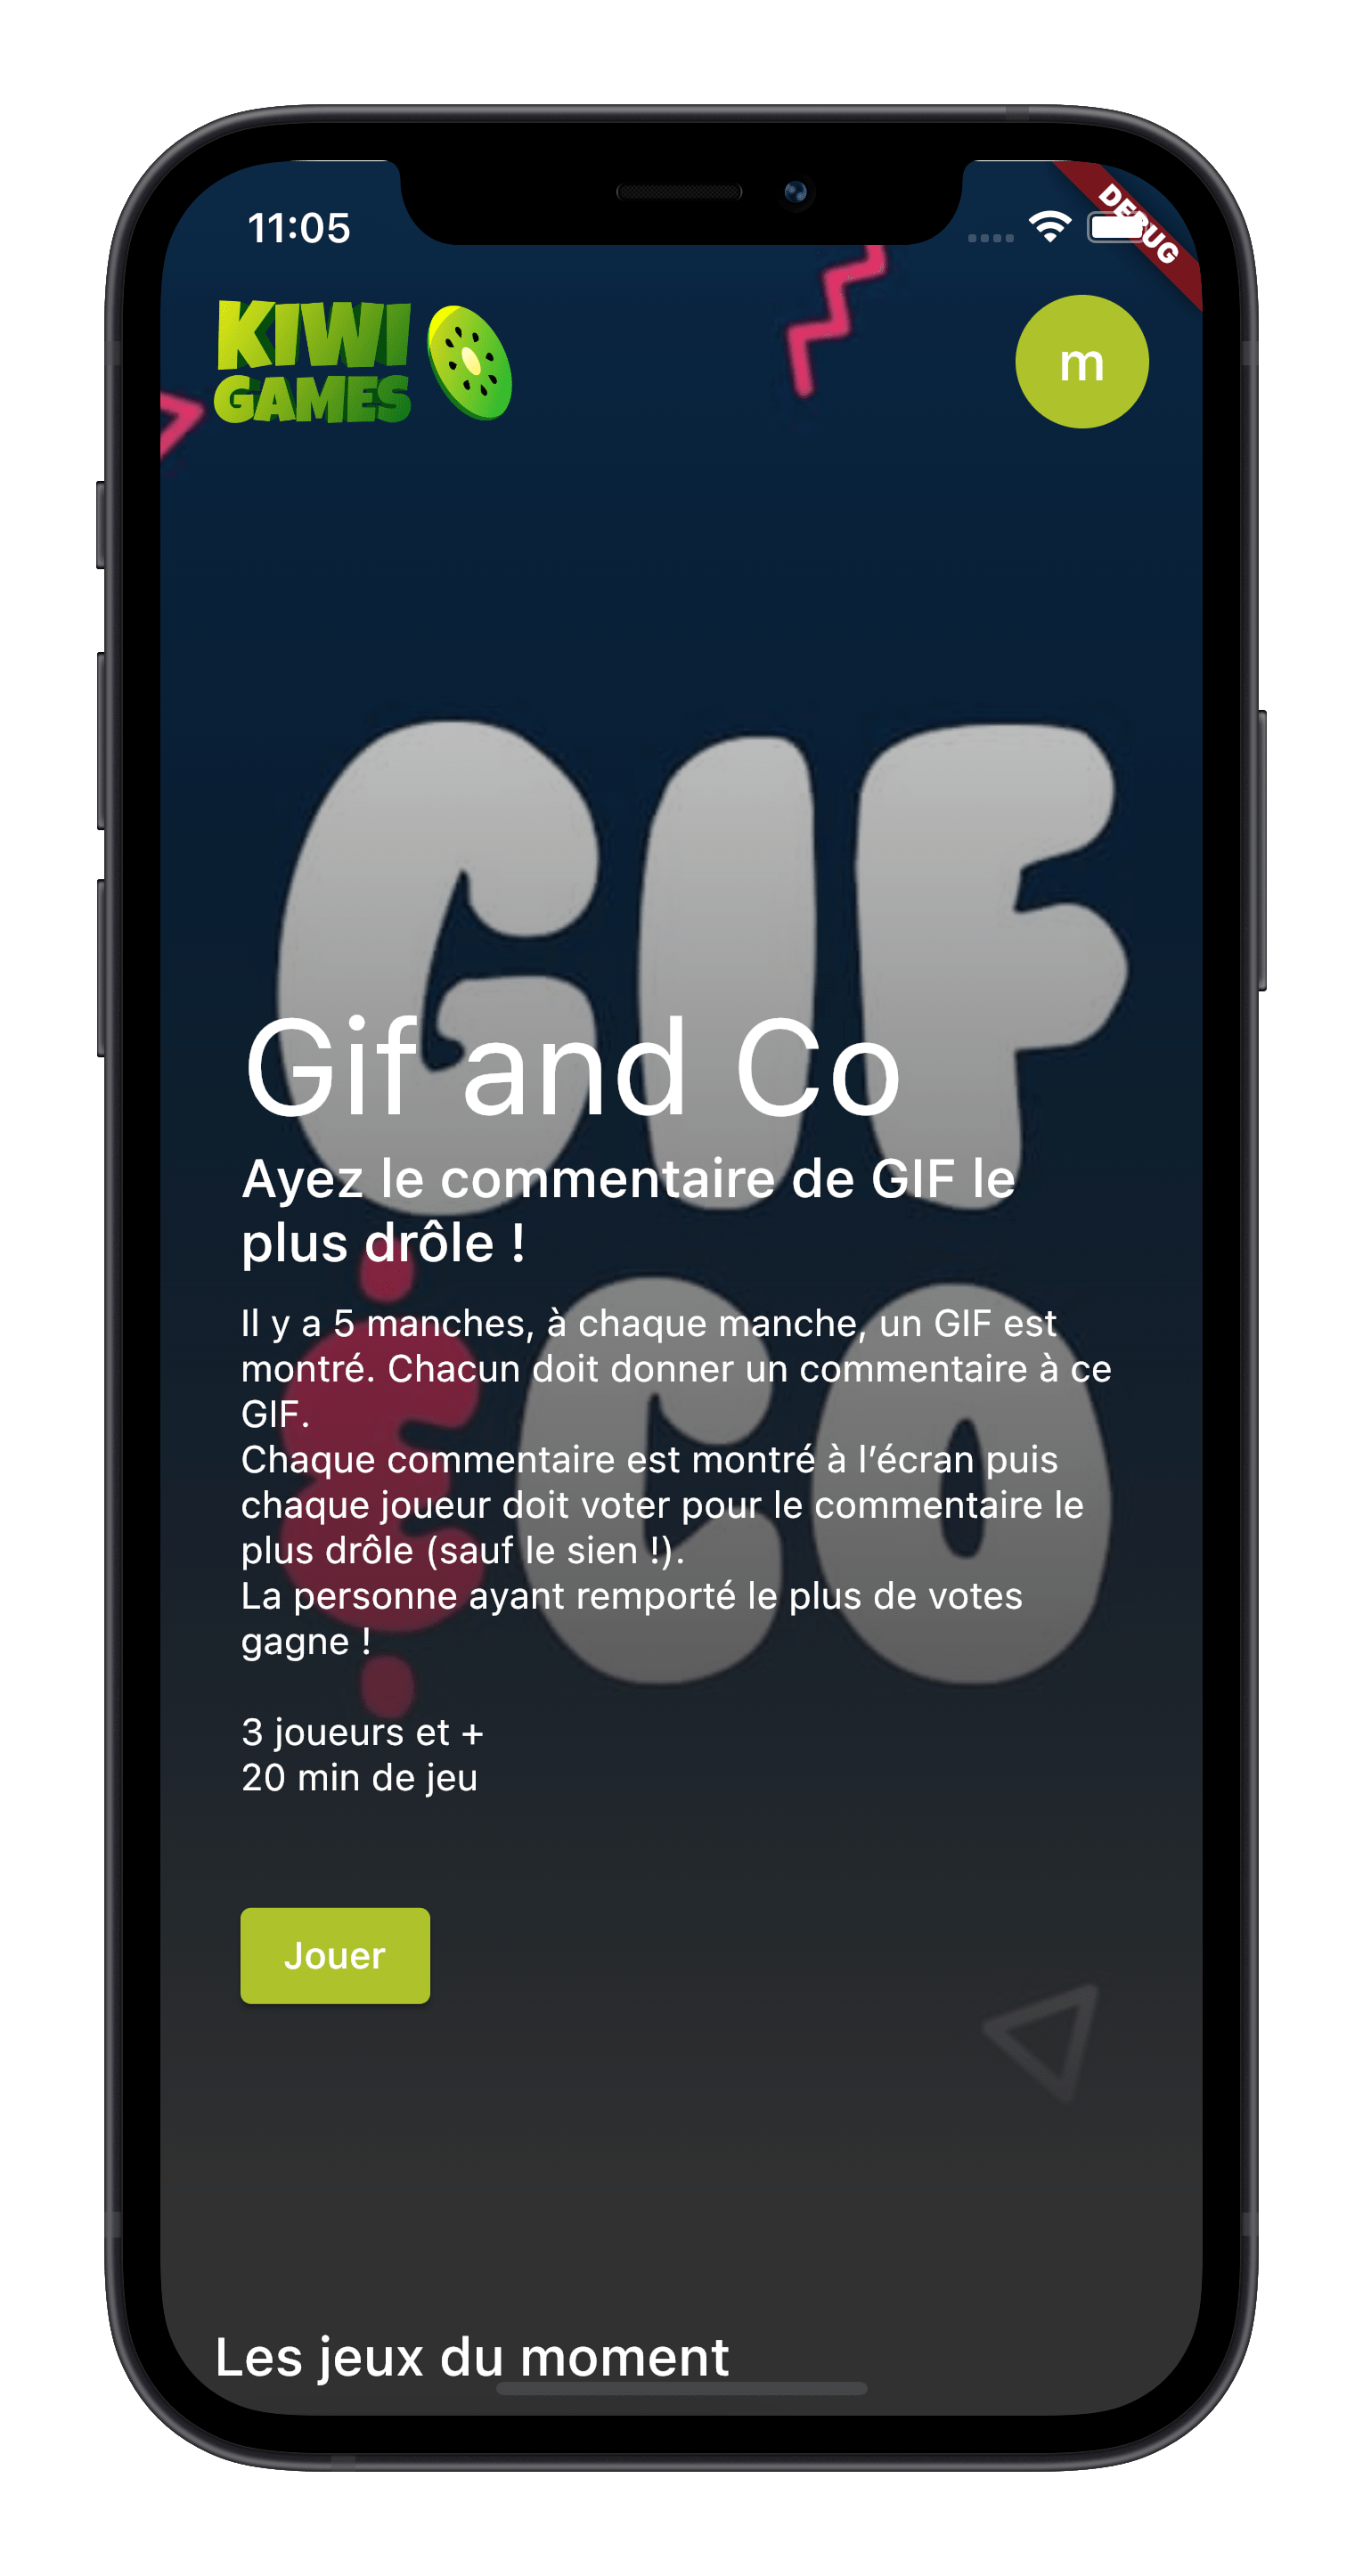 11:05
DEBUG
KIWI
GAMES
m
GIF
Gif and Co
Ayez le commentaire de GIF le
plus drôle !
& CO
Il y a 5 manches, à chaque manche, un GIF est
montré. Chacun doit donner un commentaire à ce
GIF.
Chaque commentaire est montré à l’écran puis
chaque joueur doit voter pour le commentaire le
plus drôle (sauf le sien !).
La personne ayant remporté le plus de votes
gagne !
3 joueurs et +
20 min de jeu
Jouer
Les jeux du moment